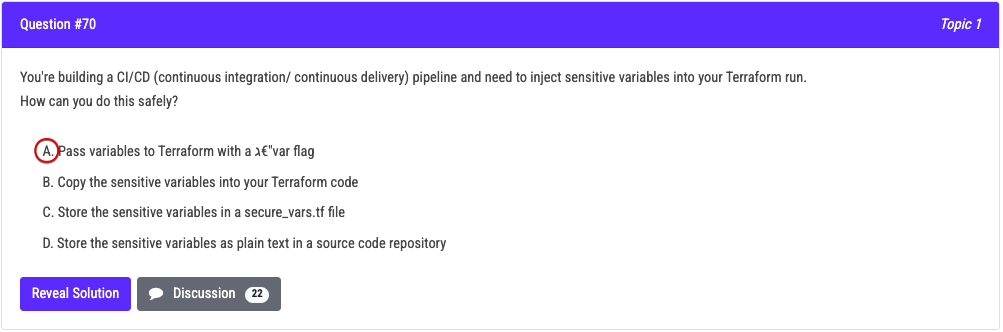 Question #70
Topic 1
You're building a CI/CD (continuous integration/ continuous delivery) pipeline and need to inject sensitive variables into your Terraform run.
How can you do this safely?
A. Pass variables to Terraform with a ג€"var flag
B. Copy the sensitive variables into your Terraform code
C. Store the sensitive variables in a secure_vars.tf file
D. Store the sensitive variables as plain text in a source code repository
Reveal Solution
Discussion 22